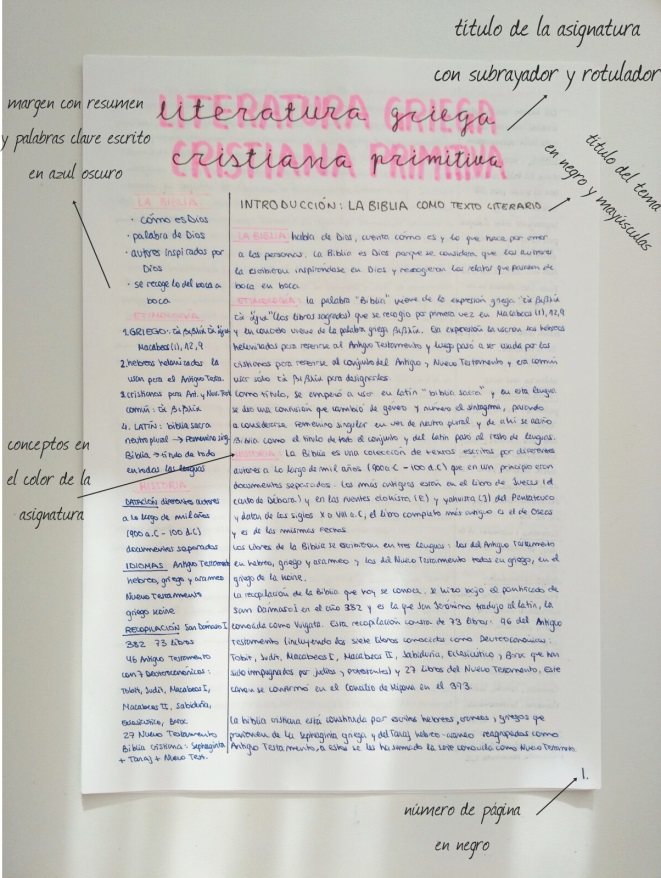 titulo de la asignatura
con subrayador y rotulador
margen con resumen
y palabras clave escrito
en azul oscuro
titulo del tema
en negro y mayúsculas
conceptos en
el color de la
asignatura
LITERATURA griega
CRISTIANA primitiva
LA BIBLIA
· cómo es Dios
· palabra de Dios
· autores inspirados por
Dios
· se recoge lo del boca a
boca
ETIMOLOGÍA
1. GRIEGO: τὰ βιβλία τὰ ἅγια
Macabeos (1), 12, 9
2. hebreos helenizados la
usan para el Antiguo Testa.
3. cristianos para Ant. y Nue. Test
común: τὰ βιβλία
4. LATÍN: biblia sacra
neutro plural → femenino sing.
Biblia → título de todo
en todas las lenguas
HISTORIA
DATACIÓN diferentes autores
a lo largo de mil años
(900 a.C - 100 d.C)
documentos separados
IDIOMAS Antiguo Testamento
hebreo, griego y arameo
Nuevo Testamento
griego koine
RECOPILACIÓN San Dámaso I
382 73 libros
46 Antiguo Testamento
con 7 Deuterocanónicos:
Tobit, Judit, Macabeos I,
Macabeos II, Sabiduría,
Eclesiástico, Baruc
27 Nuevo Testamento
Biblia cristiana: Septuaginta
+ Tanaj + Nuevo Test.
INTRODUCCIÓN: LA BIBLIA COMO TEXTO LITERARIO
LA BIBLIA habla de Dios, cuenta cómo es y lo que hace por amor
a las personas. La Biblia es Dios porque se considera que los autores
la escribieron inspirándose en Dios y recogieron los relatos que pasaron de
boca en boca
ETIMOLOGÍA: la palabra "Biblia" viene de la expresión griega "τὰ βιβλία
τὰ ἅγια" (los libros sagrados) que se recogía por primera vez en Macabeos (1), 12, 9
y en concreto viene de la palabra griega βιβλία. Esa expresión la usaron los hebreos
helenizados para referirse al Antiguo Testamento y luego pasó a ser usada por los
cristianos para referirse al conjunto del Antiguo y Nuevo Testamento y era común
usar solo τὰ βιβλία para designarlos
como título, se empezó a usar en latín "biblia sacra" y en esta lengua
se dio una confusión que cambió de género y número el sintagma, pasando
a considerarse femenino singular en vez de neutro plural y de ahí se acuñó
Biblia como el título de todo el conjunto y del latín pasó al resto de lenguas.
HISTORIA: La Biblia es una colección de textos escritos por diferentes
autores a lo largo de mil años (900 a.C - 100 d.C) que en un principio eran
documentos separados. Los más antiguos están en el libro de Jueces (el
canto de Débora) y en las fuentes elohista (E) y yahvista (J) del Pentateuco
y datan de los siglos X a VIII a.C, el libro completo más antiguo es el de Oseas
y es de las mismas fechas
Los Libros de la Biblia se escribieron en tres lenguas: los del Antiguo Testamento
en hebreo, griego y arameo y los del Nuevo Testamento todos en griego, en el
griego de la koine.
La recopilación de la Biblia que hoy se conoce, se hizo bajo el pontificado de
San Dámaso I en el año 382 y es la que San Jerónimo tradujo al latín, la
conocida como Vulgata. Esta recopilación consta de 73 libros: 46 del Antiguo
Testamento (incluyendo los siete libros conocidos como Deuterocanónicos:
Tobit, Judit, Macabeos I, Macabeos II, Sabiduría, Eclesiástico, y Baruc que han
sido impugnados por judíos y protestantes) y 27 libros del Nuevo Testamento. Este
canon se confirmó en el Concilio de Hipona en el 393.
La biblia cristiana está constituida por escritos hebreos, arameos y griegos que
provienen de la Septuaginta griega y del Tanaj hebreo-arameo reagrupados como
Antiguo Testamento, a estos se les ha sumado la serie conocida como Nuevo Testamento.
1.
número de página
en negro